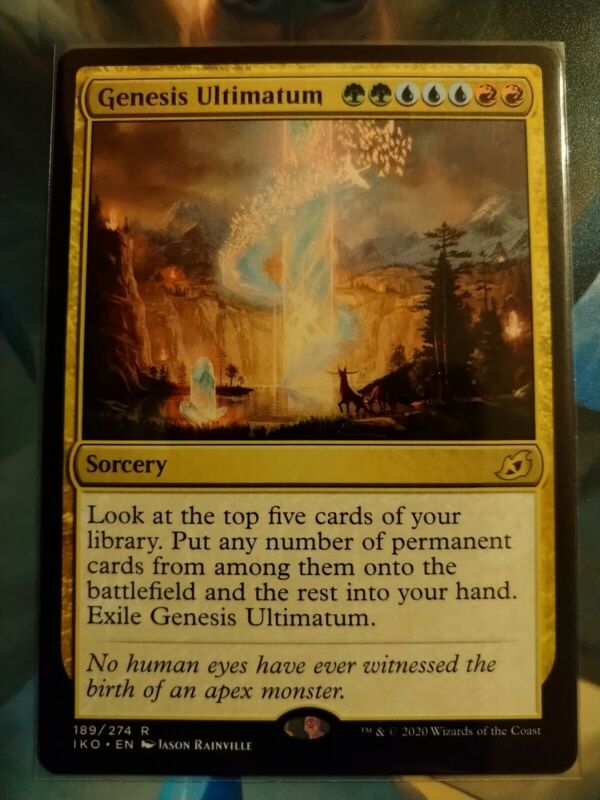 Genesis Ultimatum
Sorcery
Look at the top five cards of your
library. Put any number of permanent
cards from among them onto the
battlefield and the rest into your hand.
Exile Genesis Ultimatum.
No human eyes have ever witnessed the
birth of an apex monster.
189/274 R
IKO • EN JASON RAINVILLE
™ & © 2020 Wizards of the Coast